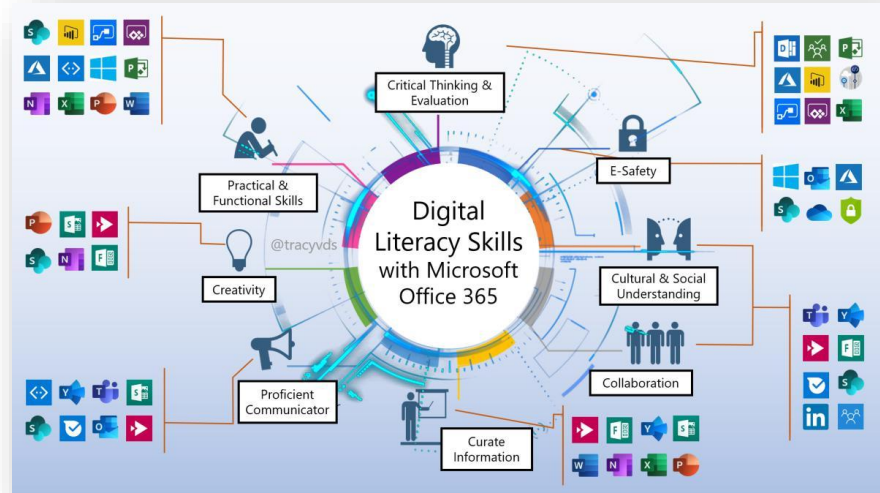 Critical Thinking &
Evaluation
Practical &
Functional Skills
E-Safety
Digital
Literacy Skills
with Microsoft
Office 365
@tracyvds
Creativity
Cultural & Social
Understanding
Proficient
Communicator
Collaboration
Curate
Information